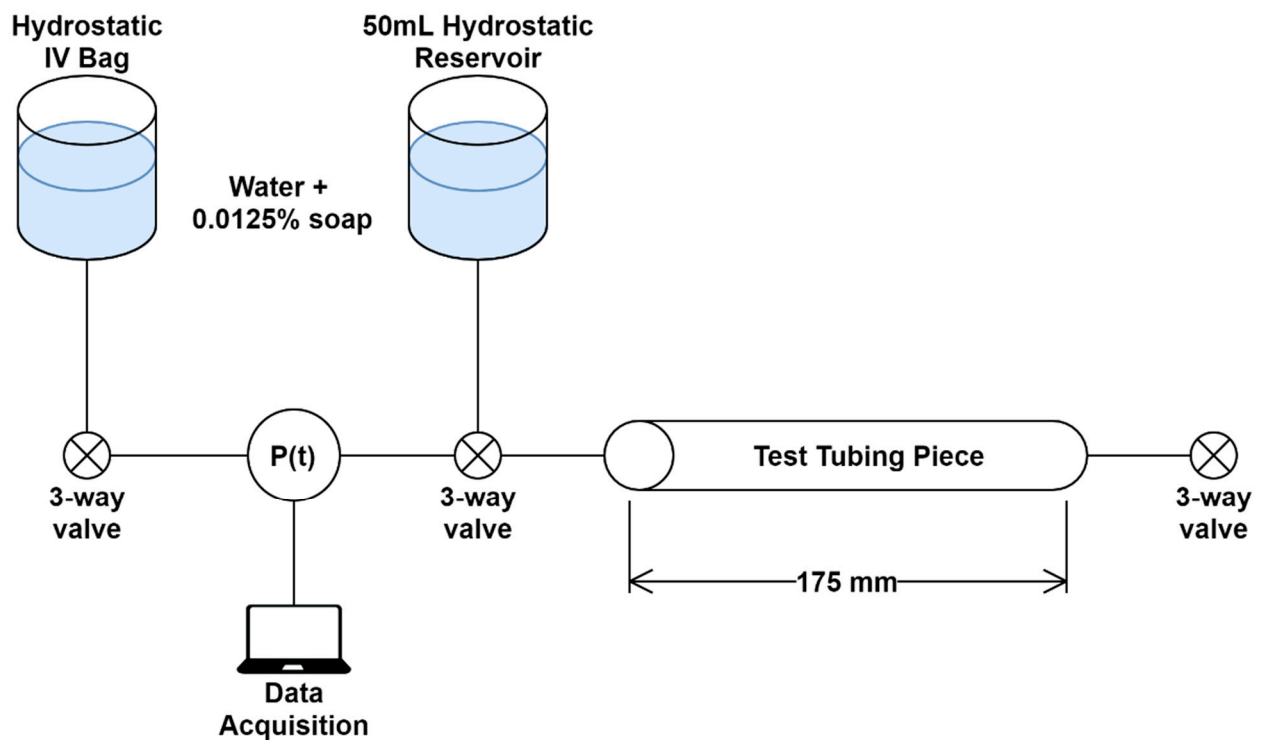 Hydrostatic
IV Bag
50mL Hydrostatic
Reservoir
Water +
0.0125% soap
P(t)
Test Tubing Piece
3-way
valve
3-way
valve
3-way
valve
175 mm
Data
Acquisition